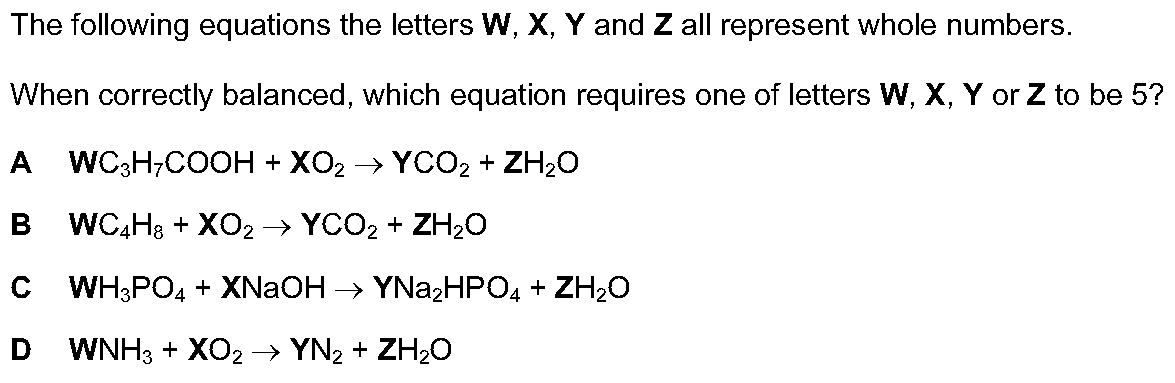 The following equations the letters W, X, Y and Z all represent whole numbers.
When correctly balanced, which equation requires one of letters W, X, Y or Z to be 5?
A WC₃H₇COOH + XO₂ → YCO₂ + ZH₂O
B WC₄H₈ + XO₂ → YCO₂ + ZH₂O
C WH₃PO₄ + XNaOH → YNa₂HPO₄ + ZH₂O
D WNH₃ + XO₂ → YN₂ + ZH₂O